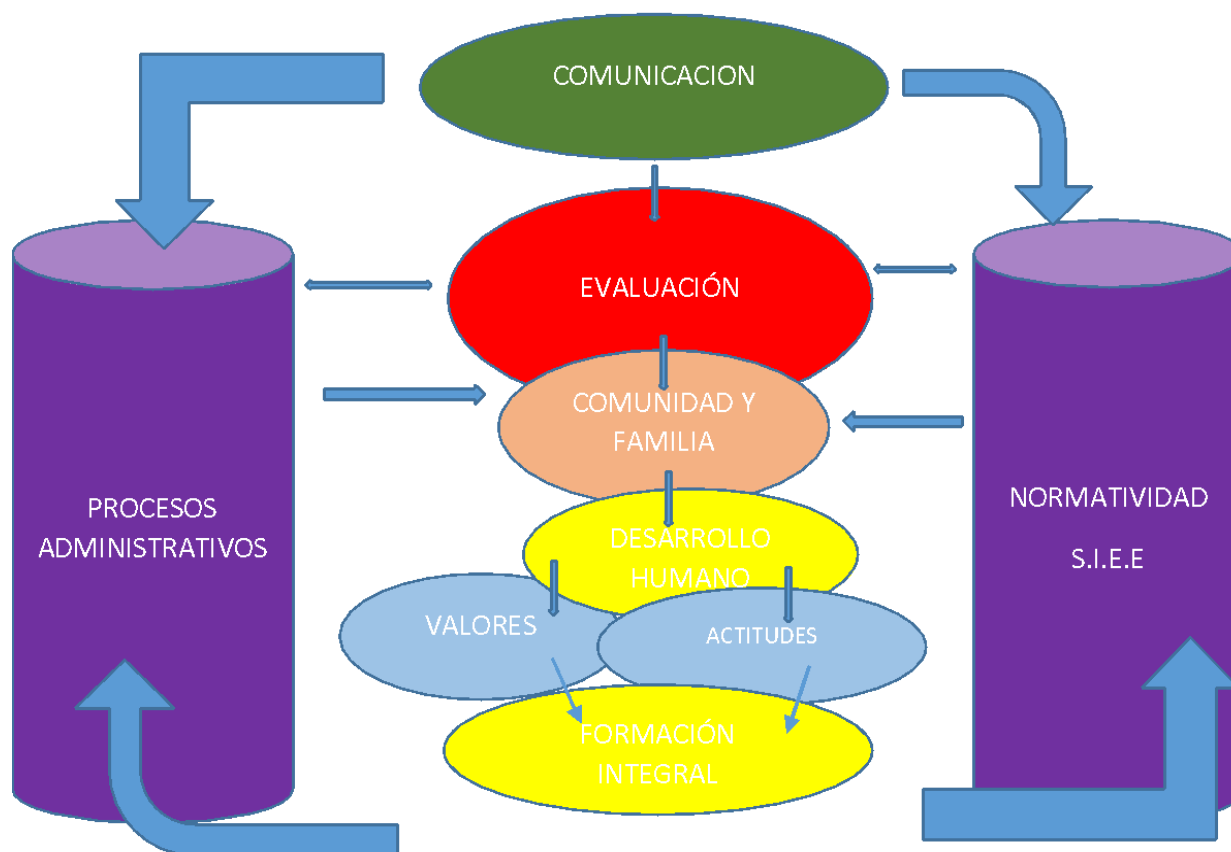 COMUNICACION
EVALUACIÓN
COMUNIDAD Y
FAMILIA
PROCESOS
ADMINISTRATIVOS
NORMATIVIDAD
S.I.E.E
DESARROLLO
HUMANO
VALORES
ACTITUDES
FORMACIÓN
INTEGRAL